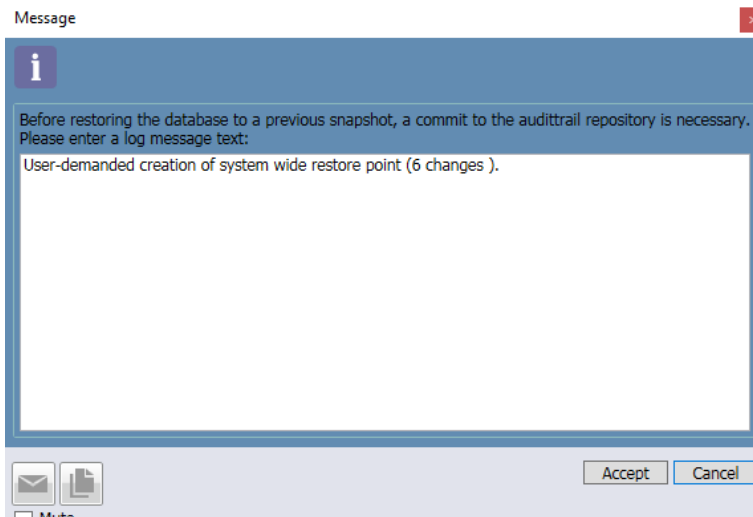 Message
Before restoring the database to a previous snapshot, a commit to the audittrail repository is necessary.
Please enter a log message text:
User-demanded creation of system wide restore point (6 changes ).
Accept
Cancel
Mute